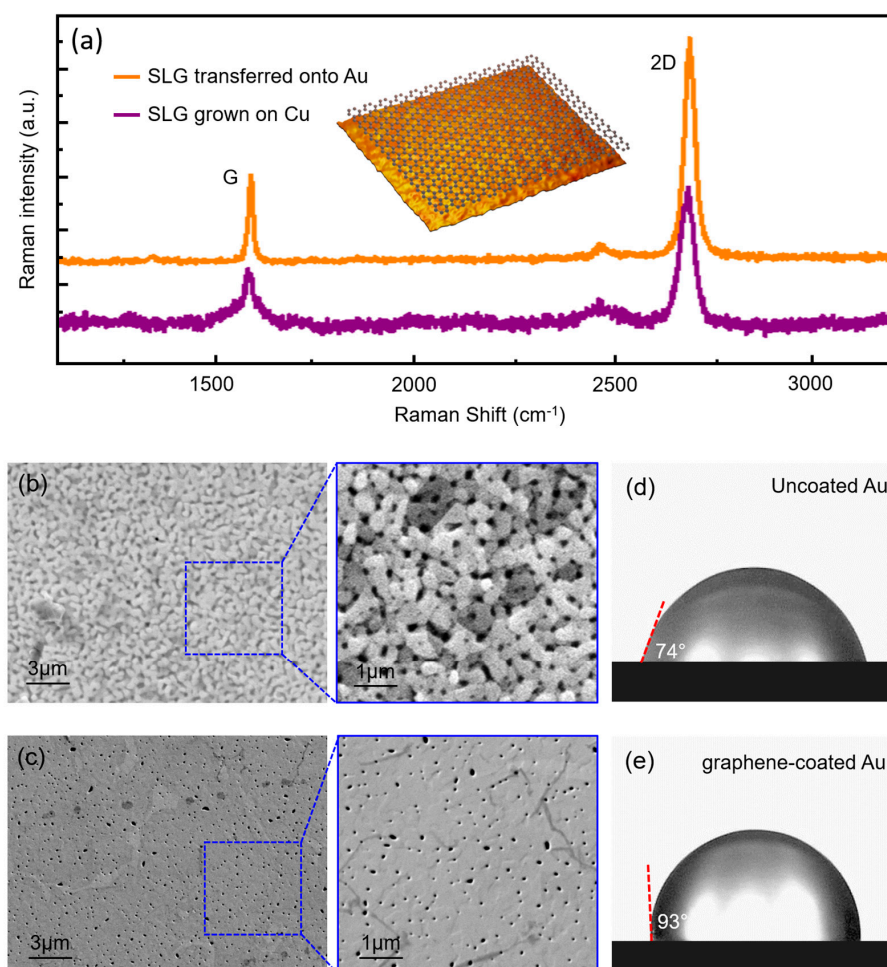 (a)
SLG transferred onto Au
SLG grown on Cu
G
2D
Raman intensity (a.u.)
1500
2000
2500
3000
Raman Shift (cm⁻¹)
(b)
3μm
1μm
(d)
Uncoated Au
74°
(c)
3μm
1μm
(e)
graphene-coated Au
93°